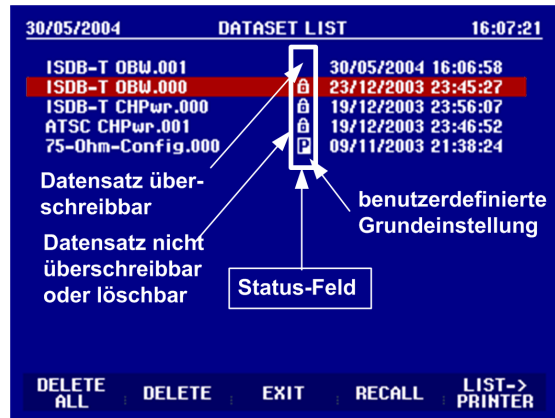 30/05/2004 DATASET LIST 16:07:21
ISDB-T OBW.001 30/05/2004 16:06:58
ISDB-T OBW.000 23/12/2003 23:45:27
ISDB-T CHPwr.000 19/12/2003 23:56:07
ATSC CHPwr.001 19/12/2003 23:46:52
75-Ohm-Config.000 P 09/11/2003 21:38:24
Datensatz über-
schreibbar
benutzerdefinierte
Grundeinstellung
Datensatz nicht
überschreibbar
oder löschbar
Status-Feld
DELETE ALL DELETE EXIT RECALL LIST-> PRINTER